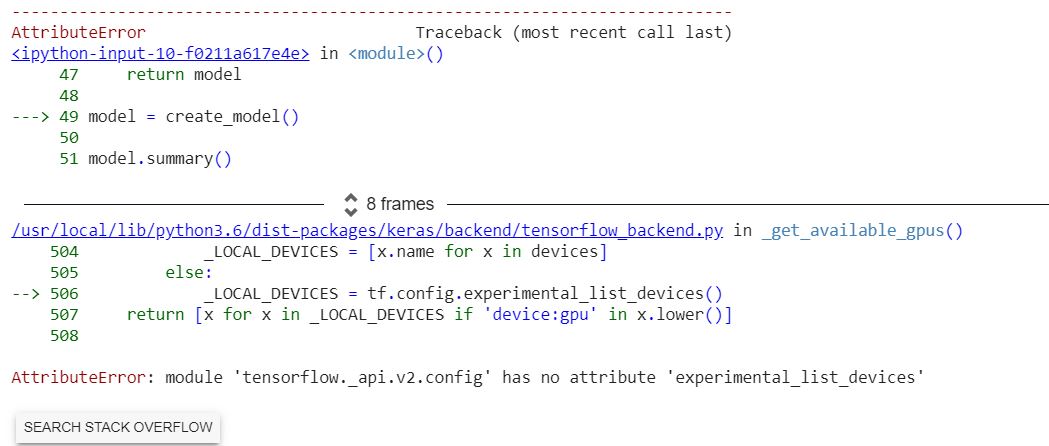 ---------------------------------------------------------------------------
AttributeError                            Traceback (most recent call last)
<ipython-input-10-f0211a617e4e> in <module>()
     47     return model
     48
---> 49 model = create_model()
     50
     51 model.summary()
8 frames
/usr/local/lib/python3.6/dist-packages/keras/backend/tensorflow_backend.py in _get_available_gpus()
    504             _LOCAL_DEVICES = [x.name for x in devices]
    505         else:
--> 506             _LOCAL_DEVICES = tf.config.experimental_list_devices()
    507     return [x for x in _LOCAL_DEVICES if 'device:gpu' in x.lower()]
    508
AttributeError: module 'tensorflow._api.v2.config' has no attribute 'experimental_list_devices'
SEARCH STACK OVERFLOW